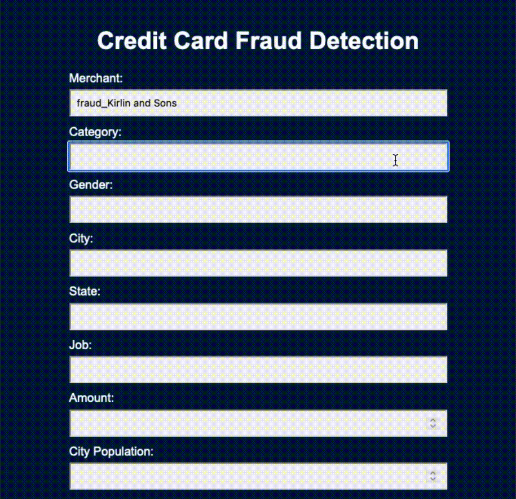 Credit Card Fraud Detection
Merchant:
fraud_Kirlin and Sons
Category:
Gender:
City:
State:
Job:
Amount:
City Population: